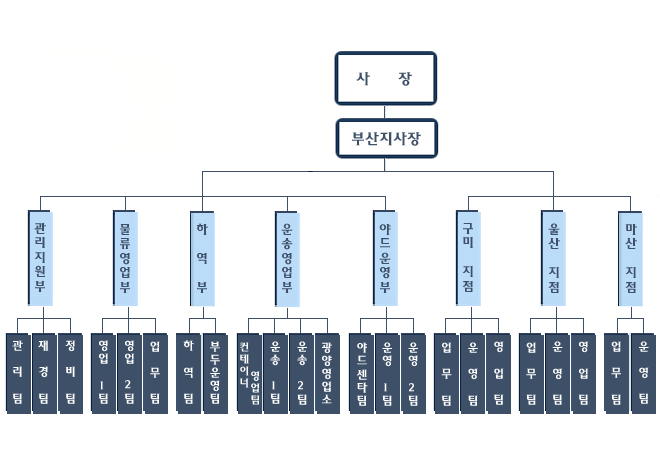 사 장
부산지사장
관리지원부
물류영업부
하 역 부
운송영업부
야드운영부
구미 지점
울산 지점
마산 지점
관리팀
재경팀
정비팀
영업 1팀
영업 2팀
업무팀
하역팀
부두운영팀
컨테이너 영업팀
운송 1팀
운송 2팀
광양영업소
야드센타팀
운영 1팀
운영 2팀
업무팀
운영팀
영업팀
업무팀
운영팀
영업팀
업무팀
운영팀